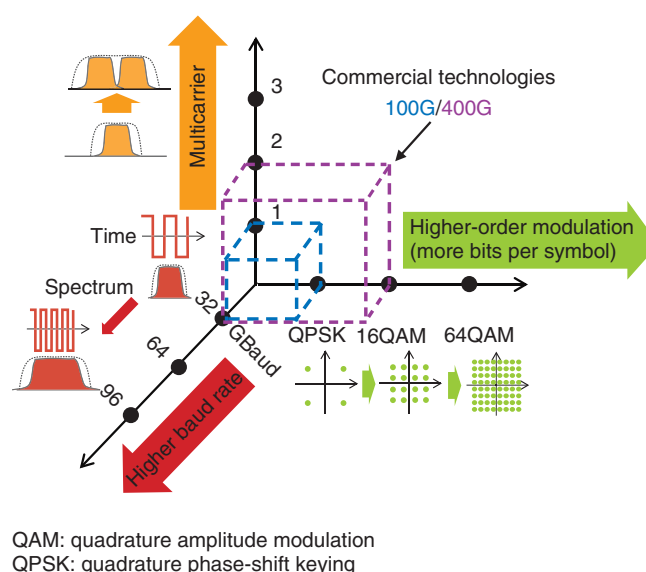 3
Commercial technologies
100G/400G
Multicarrier
2
1
Higher-order modulation
(more bits per symbol)
Time
Spectrum
32
GBaud
QPSK 16QAM 64QAM
64
96
Higher baud rate
QAM: quadrature amplitude modulation
QPSK: quadrature phase-shift keying